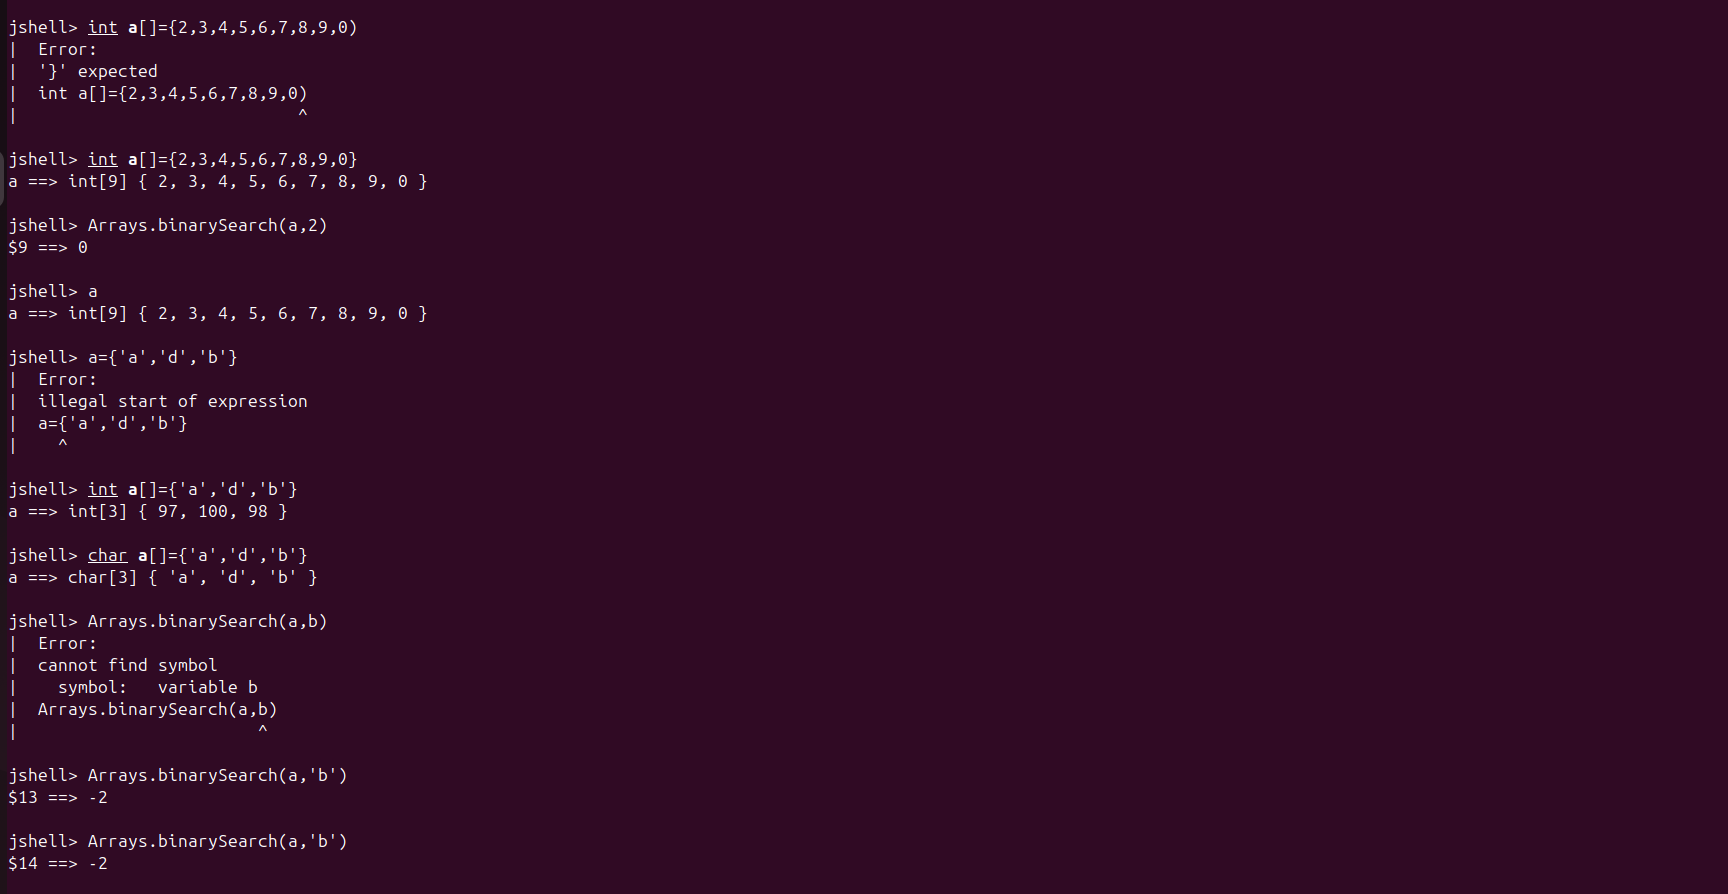 jshell> int a[]={2,3,4,5,6,7,8,9,0)
|  Error:
|  '}' expected
|  int a[]={2,3,4,5,6,7,8,9,0)
|                            ^
jshell> int a[]={2,3,4,5,6,7,8,9,0}
a ==> int[9] { 2, 3, 4, 5, 6, 7, 8, 9, 0 }
jshell> Arrays.binarySearch(a,2)
$9 ==> 0
jshell> a
a ==> int[9] { 2, 3, 4, 5, 6, 7, 8, 9, 0 }
jshell> a={'a','d','b'}
|  Error:
|  illegal start of expression
|  a={'a','d','b'}
|    ^
jshell> int a[]={'a','d','b'}
a ==> int[3] { 97, 100, 98 }
jshell> char a[]={'a','d','b'}
a ==> char[3] { 'a', 'd', 'b' }
jshell> Arrays.binarySearch(a,b)
|  Error:
|  cannot find symbol
|    symbol:   variable b
|  Arrays.binarySearch(a,b)
|                        ^
jshell> Arrays.binarySearch(a,'b')
$13 ==> -2
jshell> Arrays.binarySearch(a,'b')
$14 ==> -2